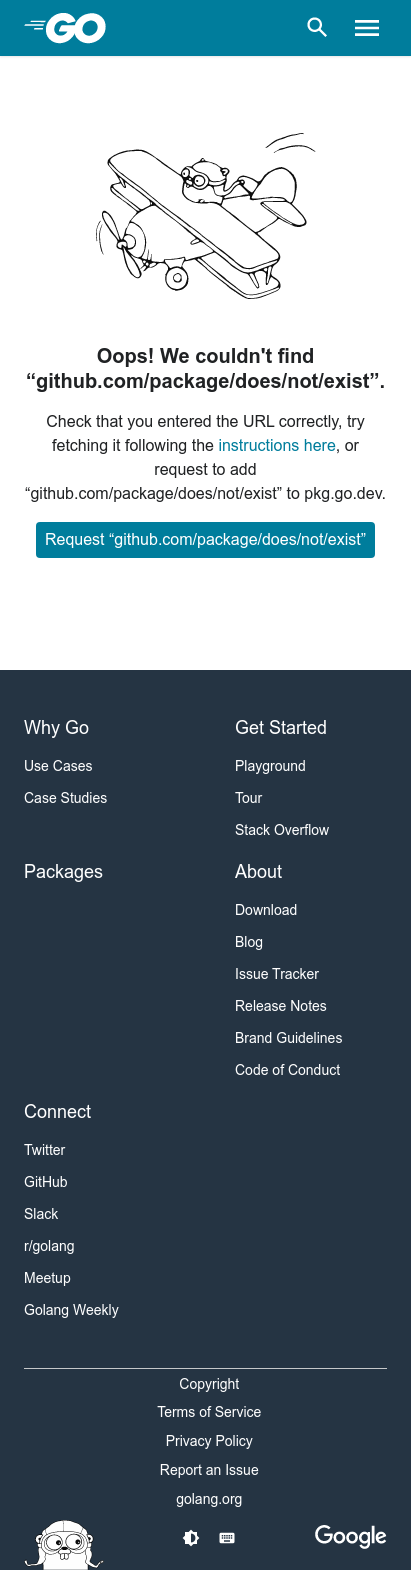 GO
Oops! We couldn't find
“github.com/package/does/not/exist”.
Check that you entered the URL correctly, try
fetching it following the instructions here, or
request to add
“github.com/package/does/not/exist” to pkg.go.dev.
Request “github.com/package/does/not/exist”
Why Go
Use Cases
Case Studies
Get Started
Playground
Tour
Stack Overflow
Packages
About
Download
Blog
Issue Tracker
Release Notes
Brand Guidelines
Code of Conduct
Connect
Twitter
GitHub
Slack
r/golang
Meetup
Golang Weekly
Copyright
Terms of Service
Privacy Policy
Report an Issue
golang.org
Google